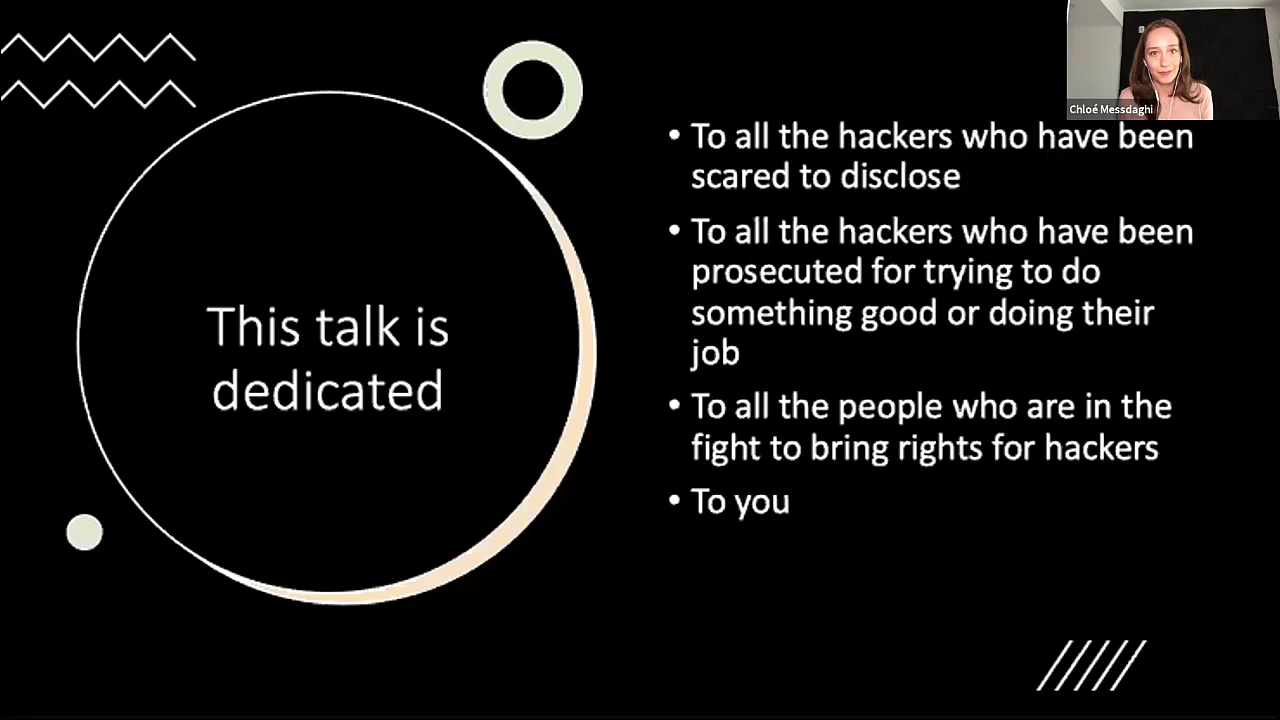 Chloé Messdaghi
This talk is
dedicated
• To all the hackers who have been
scared to disclose
• To all the hackers who have been
prosecuted for trying to do
something good or doing their
job
• To all the people who are in the
fight to bring rights for hackers
• To you